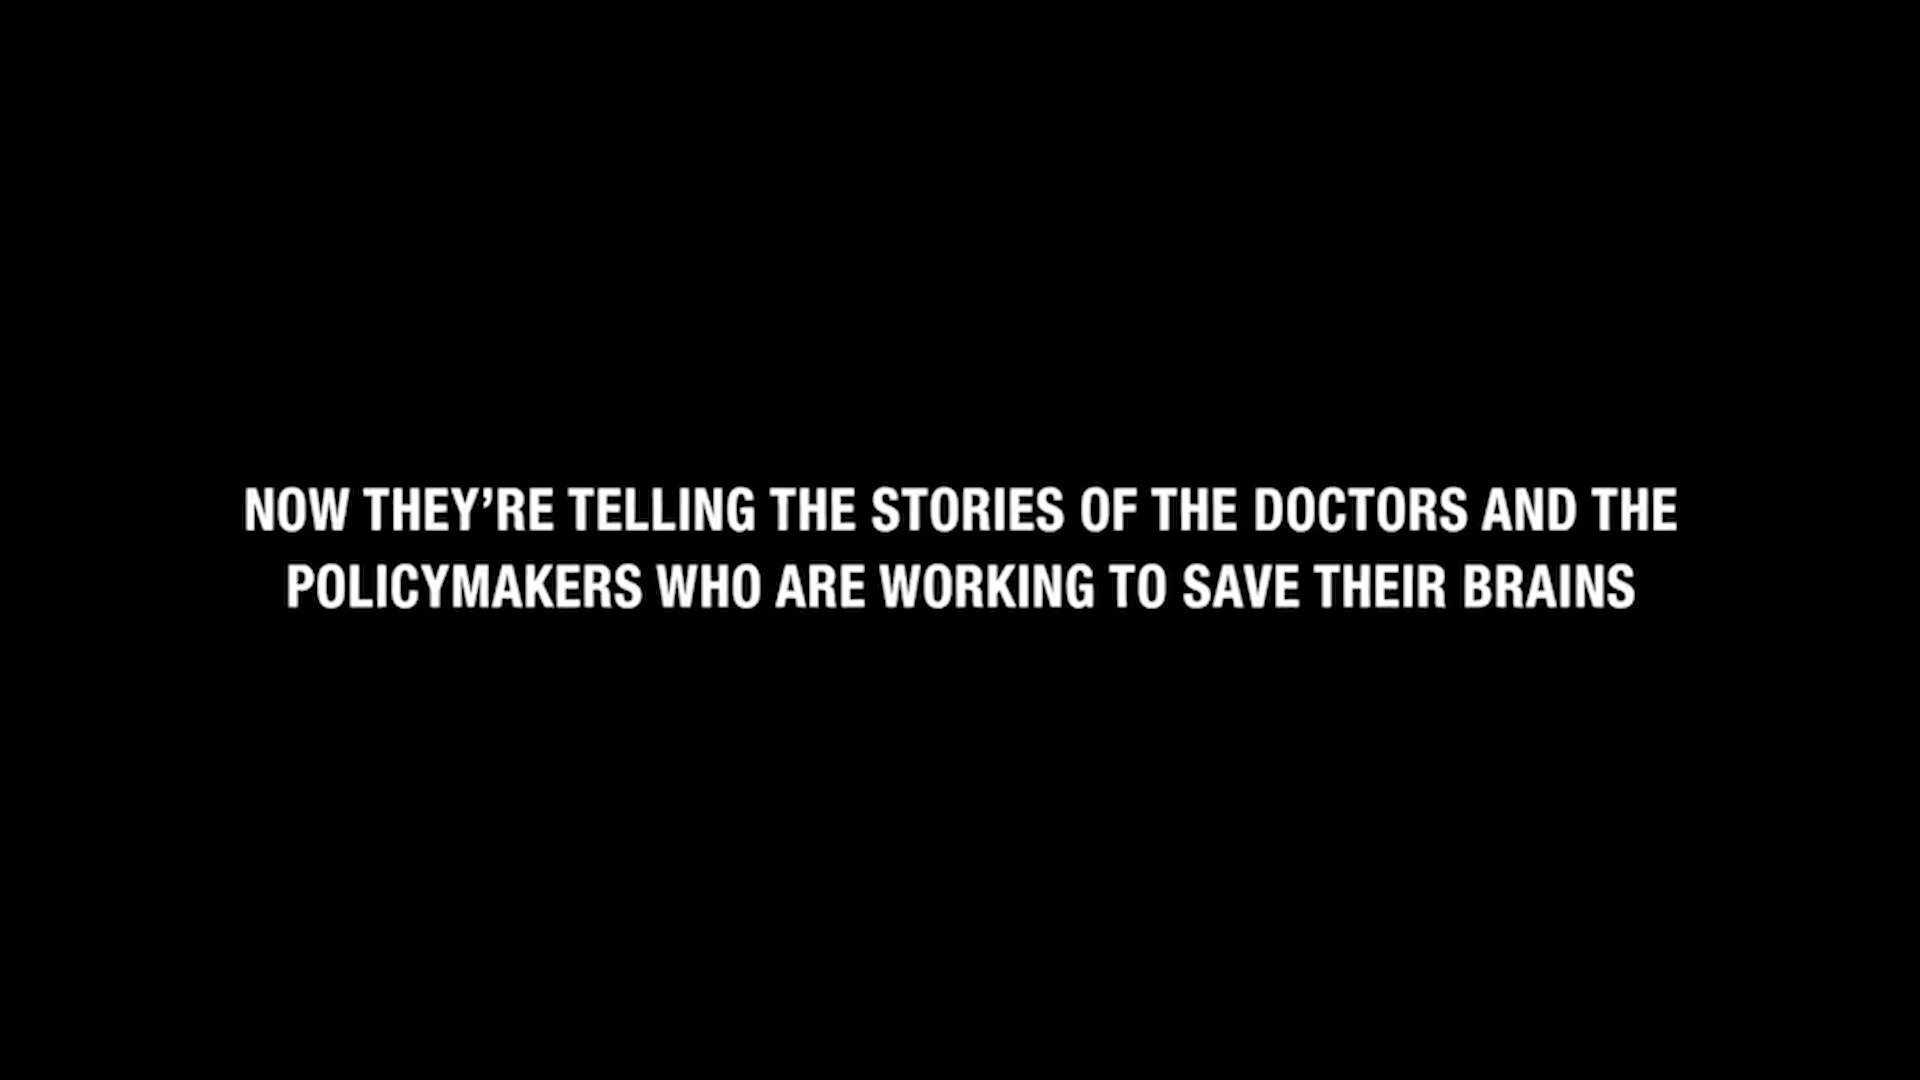 NOW THEY’RE TELLING THE STORIES OF THE DOCTORS AND THE
POLICYMAKERS WHO ARE WORKING TO SAVE THEIR BRAINS